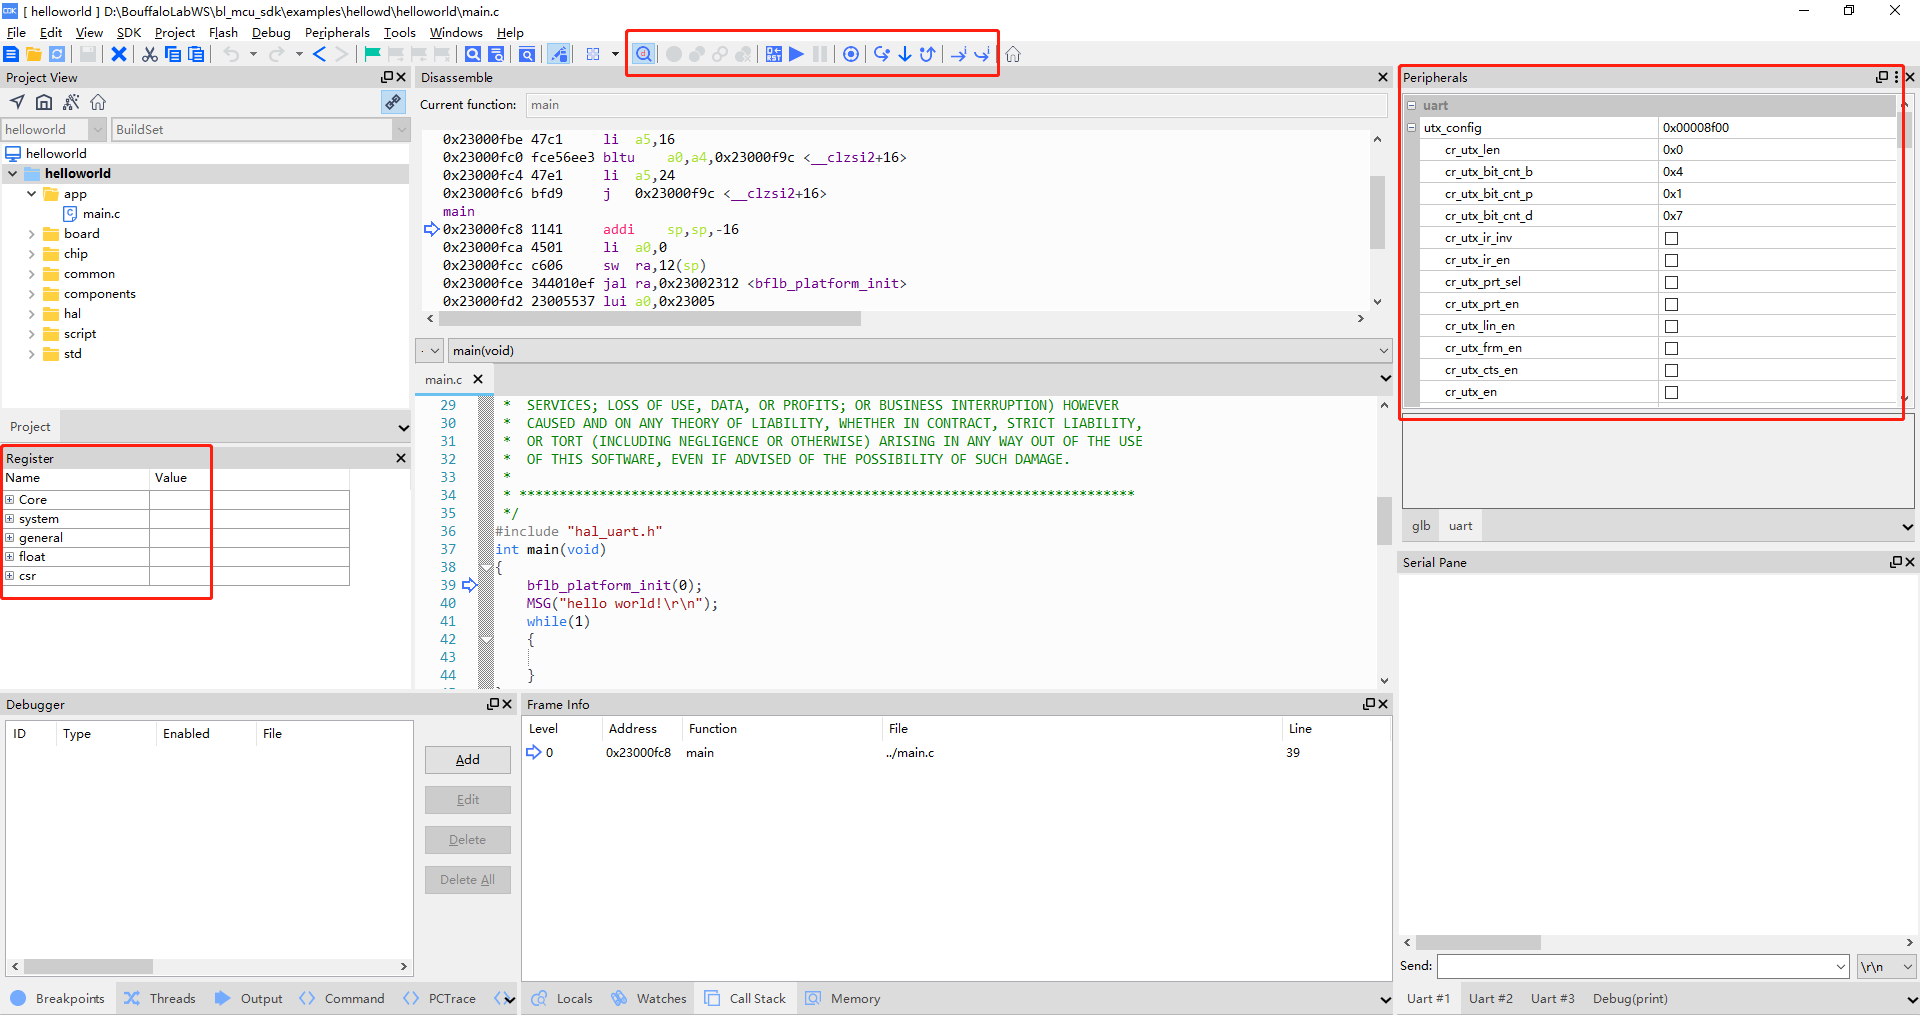 [ helloworld ] D:\BouffaloLabWS\bl_mcu_sdk\examples\hellowd\helloworld\main.c
File Edit View SDK Project Flash Debug Peripherals Tools Windows Help
Project View
helloworld BuildSet
helloworld
helloworld
app
main.c
board
chip
common
components
hal
script
std
Project
Register
Name Value
Core
system
general
float
csr
Disassemble
Current function: main
0x23000fbe 47c1 li a5,16
0x23000fc0 fce56ee3 bltu a0,a4,0x23000f9c <__clzsi2+16>
0x23000fc4 47e1 li a5,24
0x23000fc6 bfd9 j 0x23000f9c <__clzsi2+16>
main
0x23000fc8 1141 addi sp,sp,-16
0x23000fca 4501 li a0,0
0x23000fcc c606 sw ra,12(sp)
0x23000fce 344010ef jal ra,0x23002312 <bflb_platform_init>
0x23000fd2 23005537 lui a0,0x23005
main(void)
main.c
29 * SERVICES; LOSS OF USE, DATA, OR PROFITS; OR BUSINESS INTERRUPTION) HOWEVER
30 * CAUSED AND ON ANY THEORY OF LIABILITY, WHETHER IN CONTRACT, STRICT LIABILITY,
31 * OR TORT (INCLUDING NEGLIGENCE OR OTHERWISE) ARISING IN ANY WAY OUT OF THE USE
32 * OF THIS SOFTWARE, EVEN IF ADVISED OF THE POSSIBILITY OF SUCH DAMAGE.
33 *
34 * *****************************************************************************
35 */
36 #include "hal_uart.h"
37 int main(void)
38 {
39 bflb_platform_init(0);
40 MSG("hello world!\r\n");
41 while(1)
42 {
43
44 }
Peripherals
uart
utx_config 0x00008f00
cr_utx_len 0x0
cr_utx_bit_cnt_b 0x4
cr_utx_bit_cnt_p 0x1
cr_utx_bit_cnt_d 0x7
cr_utx_ir_inv
cr_utx_ir_en
cr_utx_prt_sel
cr_utx_prt_en
cr_utx_lin_en
cr_utx_frm_en
cr_utx_cts_en
cr_utx_en
glb uart
Serial Pane
Send: \r\n
Uart #1 Uart #2 Uart #3 Debug(print)
Debugger
ID Type Enabled File
Add
Edit
Delete
Delete All
Breakpoints Threads Output Command PCTrace
Frame Info
Level Address Function File Line
0 0x23000fc8 main ../main.c 39
Locals Watches Call Stack Memory